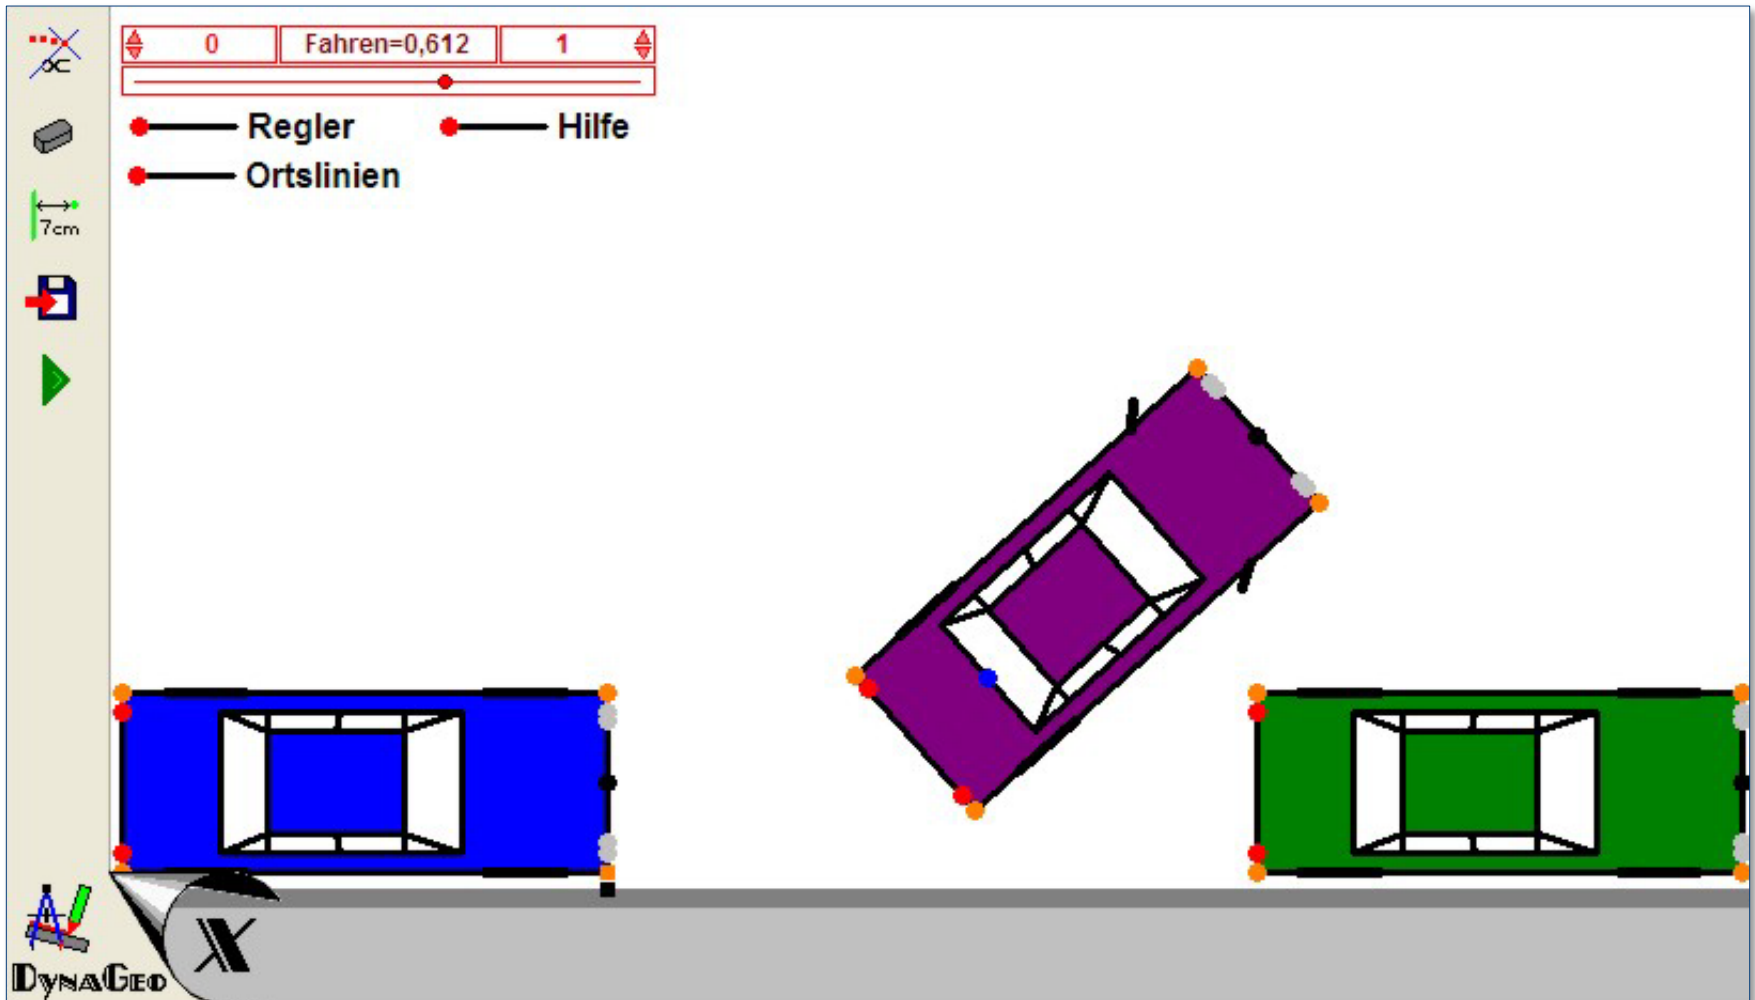 0 Fahren=0,612 1
Regler Hilfe
Ortslinien
7cm
DYNAGEO
X